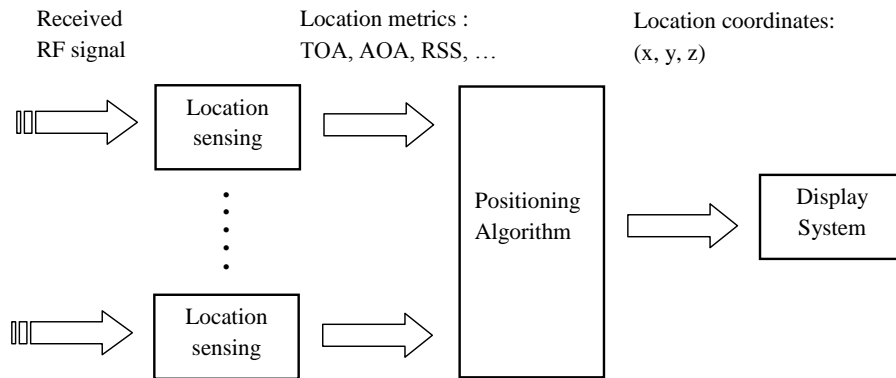 Received
RF signal
Location metrics :
TOA, AOA, RSS, …
Location coordinates:
(x, y, z)
Location
sensing
Positioning
Algorithm
Display
System
Location
sensing